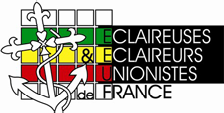 ECLAIREUSES
& ECLAIREURS
UNIONISTES
de FRANCE